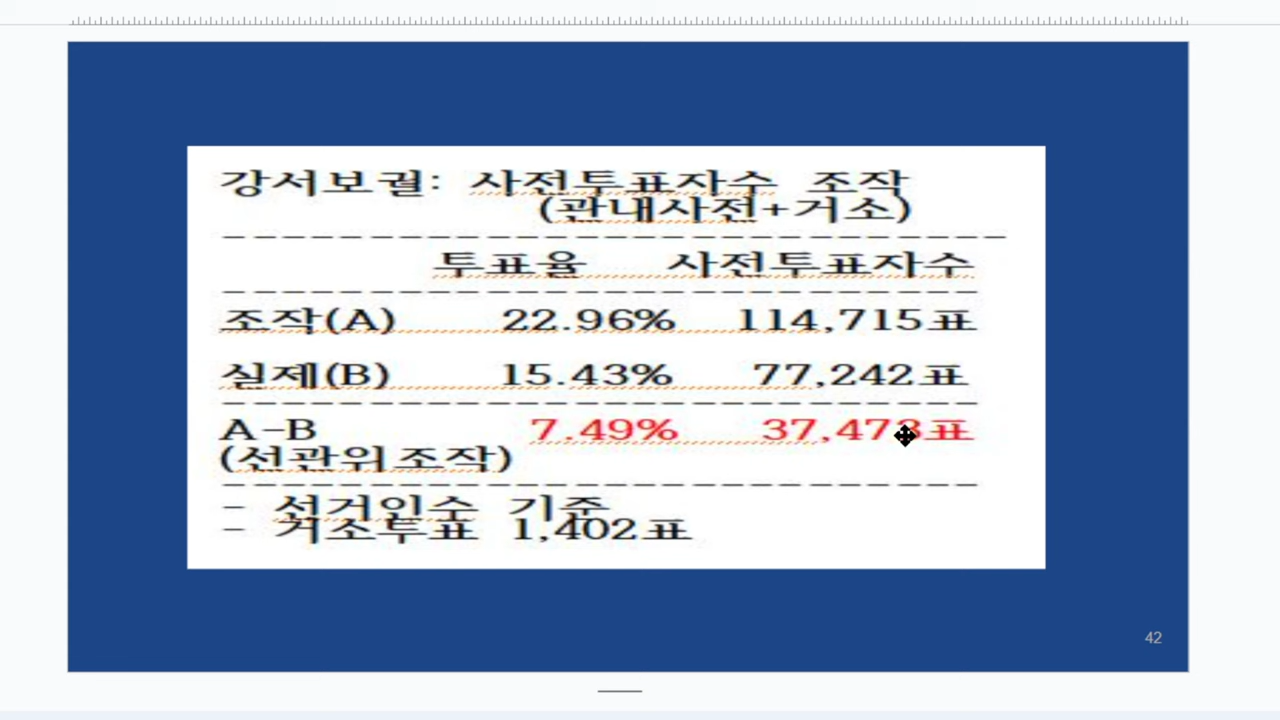 강서보궐: 사전투표자수 조작
(관내사전+거소)
투표율 사전투표자수
조작(A) 22.96% 114,715표
실제(B) 15.43% 77,242표
A-B 7.49% 37,473표
(선관위조작)
- 선거인수 기준
- 거소투표 1,402표
42